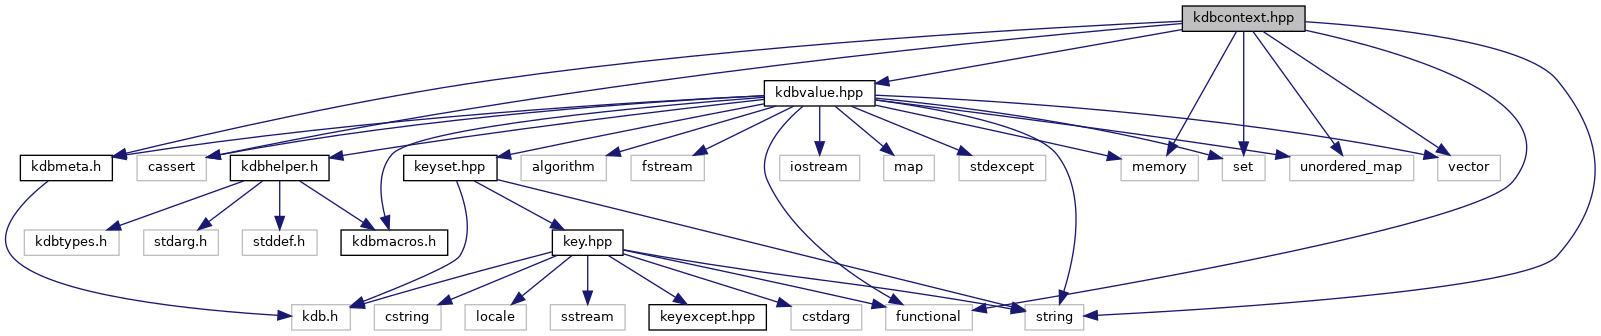 kdbcontext.hpp
kdbvalue.hpp
kdbmeta.h
cassert
kdbhelper.h
keyset.hpp
algorithm
fstream
iostream
map
stdexcept
memory
set
unordered_map
vector
kdbtypes.h
stdarg.h
stddef.h
kdbmacros.h
key.hpp
kdb.h
cstring
locale
sstream
keyexcept.hpp
cstdarg
functional
string